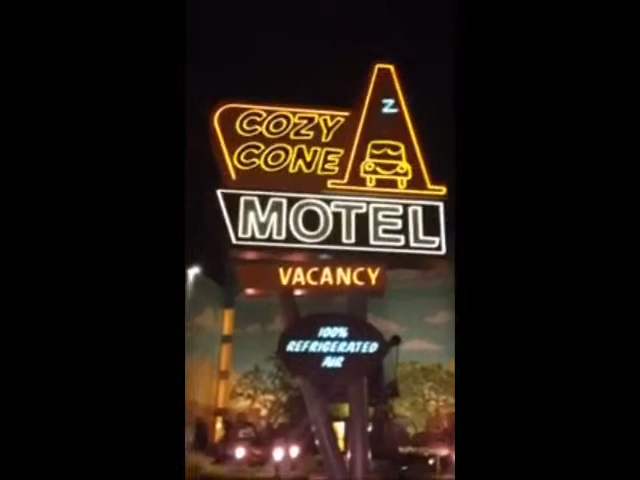 Z
COZY
CONE
MOTEL
VACANCY
100%
REFRIGERATED
AIR